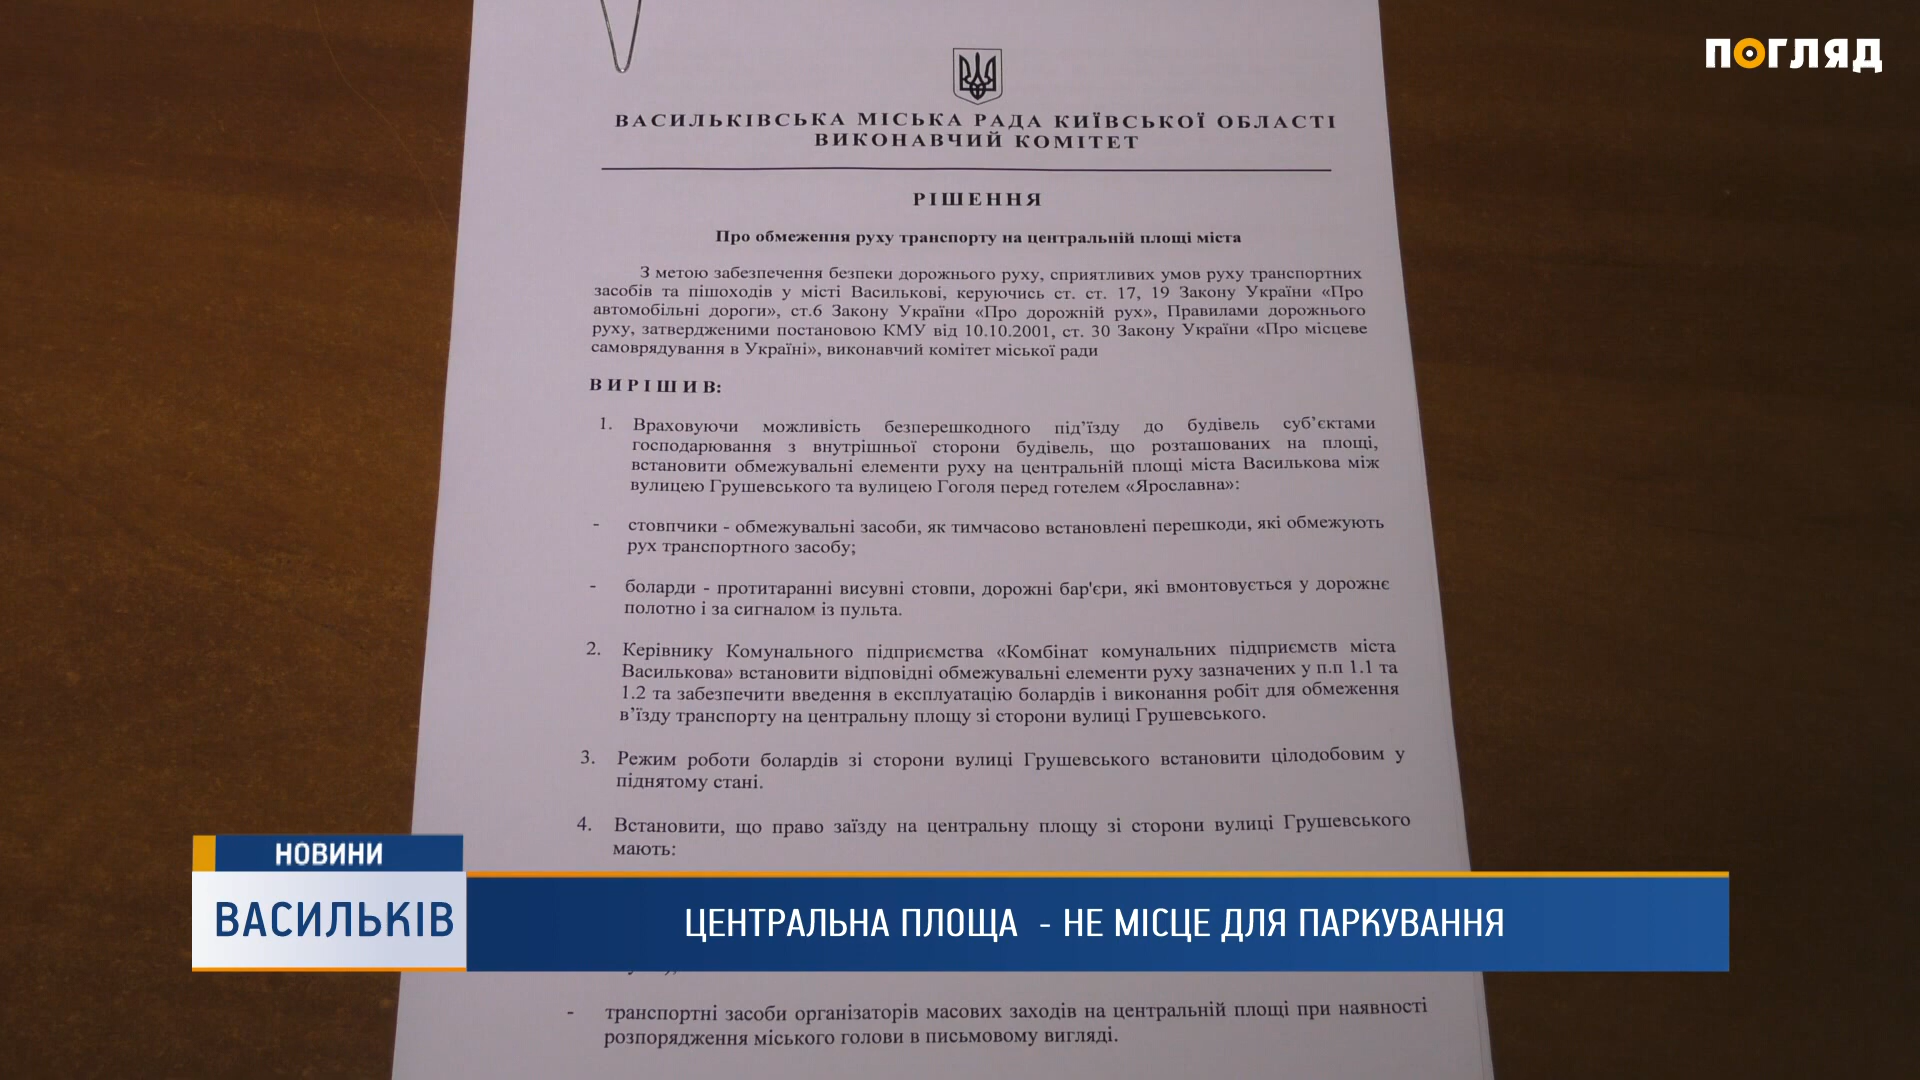 ПОГЛЯД
ВАСИЛЬКІВСЬКА МІСЬКА РАДА КИЇВСЬКОЇ ОБЛАСТІ
ВИКОНАВЧИЙ КОМІТЕТ
РІШЕННЯ
Про обмеження руху транспорту на центральній площі міста
З метою забезпечення безпеки дорожнього руху, сприятливих умов руху транспортних
засобів та пішоходів у місті Василькові, керуючись ст. ст. 17, 19 Закону України «Про
автомобільні дороги», ст.6 Закону України «Про дорожній рух», Правилами дорожнього
руху, затвердженими постановою КМУ від 10.10.2001, ст. 30 Закону України «Про місцеве
самоврядування в Україні», виконавчий комітет міської ради
ВИРІШИВ:
1. Враховуючи можливість безперешкодного під'їзду до будівель суб'єктами
господарювання з внутрішньої сторони будівель, що розташованих на площі,
встановити обмежувальні елементи руху на центральній площі міста Василькова між
вулицею Грушевського та вулицею Гоголя перед готелем «Ярославна»:
- стовпчики - обмежувальні засоби, як тимчасово встановлені перешкоди, які обмежують
рух транспортного засобу;
- боларди - протитаранні висувні стовпи, дорожні бар'єри, які вмонтовується у дорожнє
полотно і за сигналом із пульта.
2. Керівнику Комунального підприємства «Комбінат комунальних підприємств міста
Василькова» встановити відповідні обмежувальні елементи руху зазначених у п.п 1.1 та
1.2 та забезпечити введення в експлуатацію болардів і виконання робіт для обмеження
в'їзду транспорту на центральну площу зі сторони вулиці Грушевського.
3. Режим роботи болардів зі сторони вулиці Грушевського встановити цілодобовим у
піднятому стані.
4. Встановити, що право заїзду на центральну площу зі сторони вулиці Грушевського
мають:
НОВИНИ
ВАСИЛЬКІВ
ЦЕНТРАЛЬНА ПЛОЩА - НЕ МІСЦЕ ДЛЯ ПАРКУВАННЯ
- транспортні засоби організаторів масових заходів на центральній площі при наявності
розпорядження міського голови в письмовому вигляді.